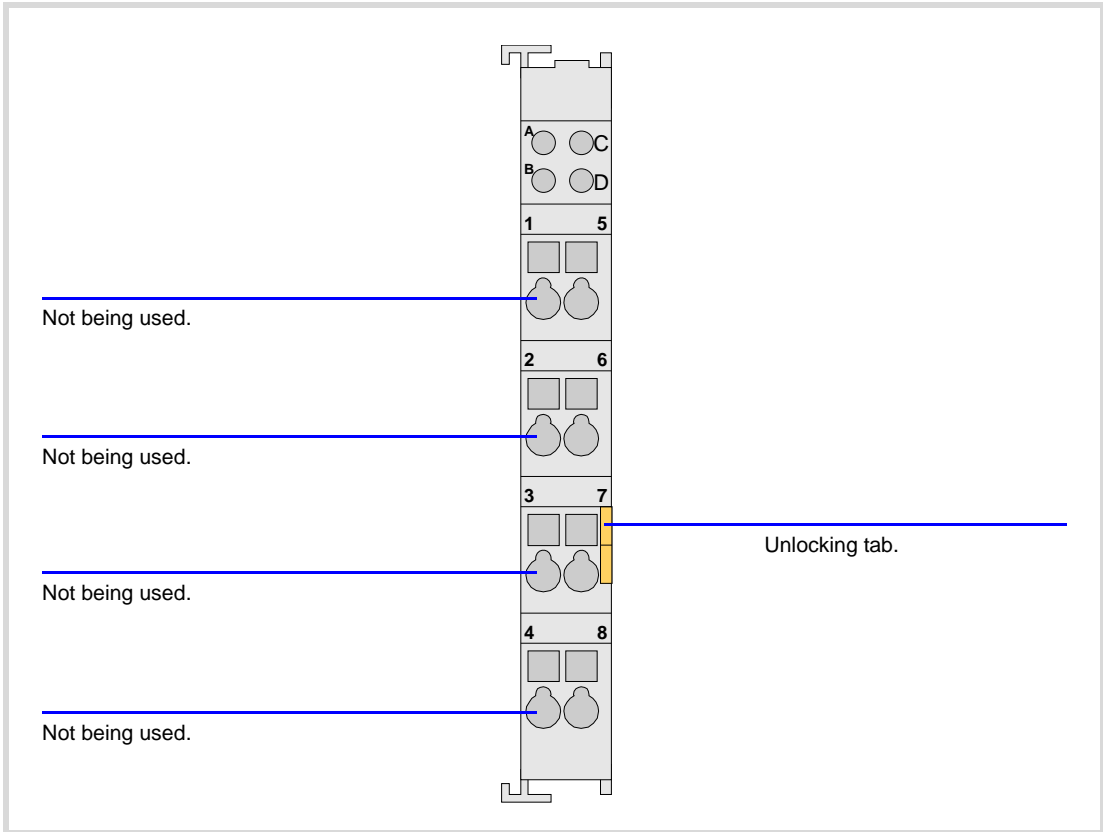 A C
B D
1 5
Not being used.
2 6
Not being used.
3 7
Unlocking tab.
Not being used.
4 8
Not being used.